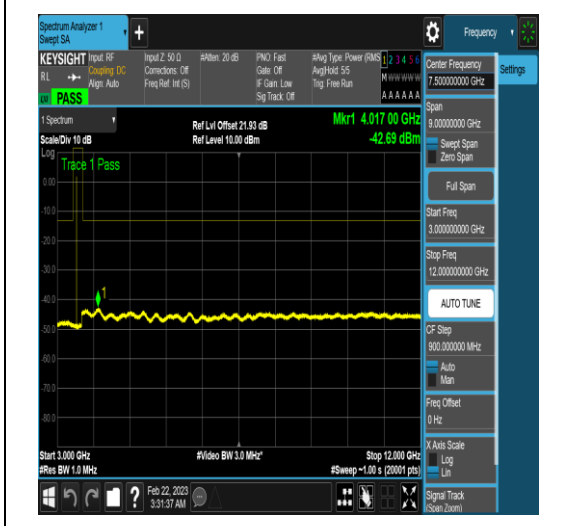 Spectrum Analyzer 1
Swept SA
+
Frequency
KEYSIGHT
RL
PASS
Input: RF
Coupling: DC
Align: Auto
Input Z: 50 Ω
Corrections: Off
Freq Ref: Int (S)
#Atten: 20 dB
PNO: Fast
Gate: Off
IF Gain: Low
Sig Track: Off
#Avg Type: Power (RMS)
Avg|Hold: 5/5
Trig: Free Run
1 2 3 4 5 6
M W W W W W
A A A A A A
1 Spectrum
Scale/Div 10 dB
Log
Ref Lvl Offset 21.93 dB
Ref Level 10.00 dBm
Mkr1 4.017 00 GHz
-42.69 dBm
Trace 1 Pass
0.00
-10.0
-20.0
-30.0
-40.0
-50.0
-60.0
-70.0
-80.0
1
Start 3.000 GHz
#Res BW 1.0 MHz
#Video BW 3.0 MHz*
Stop 12.000 GHz
#Sweep ~1.00 s (20001 pts)
Feb 22, 2023
3:31:37 AM
Center Frequency
7.500000000 GHz
Settings
Span
9.00000000 GHz
Swept Span
Zero Span
Full Span
Start Freq
3.000000000 GHz
Stop Freq
12.000000000 GHz
AUTO TUNE
CF Step
900.000000 MHz
Auto
Man
Freq Offset
0 Hz
X Axis Scale
Log
Lin
Signal Track
(Span Zoom)